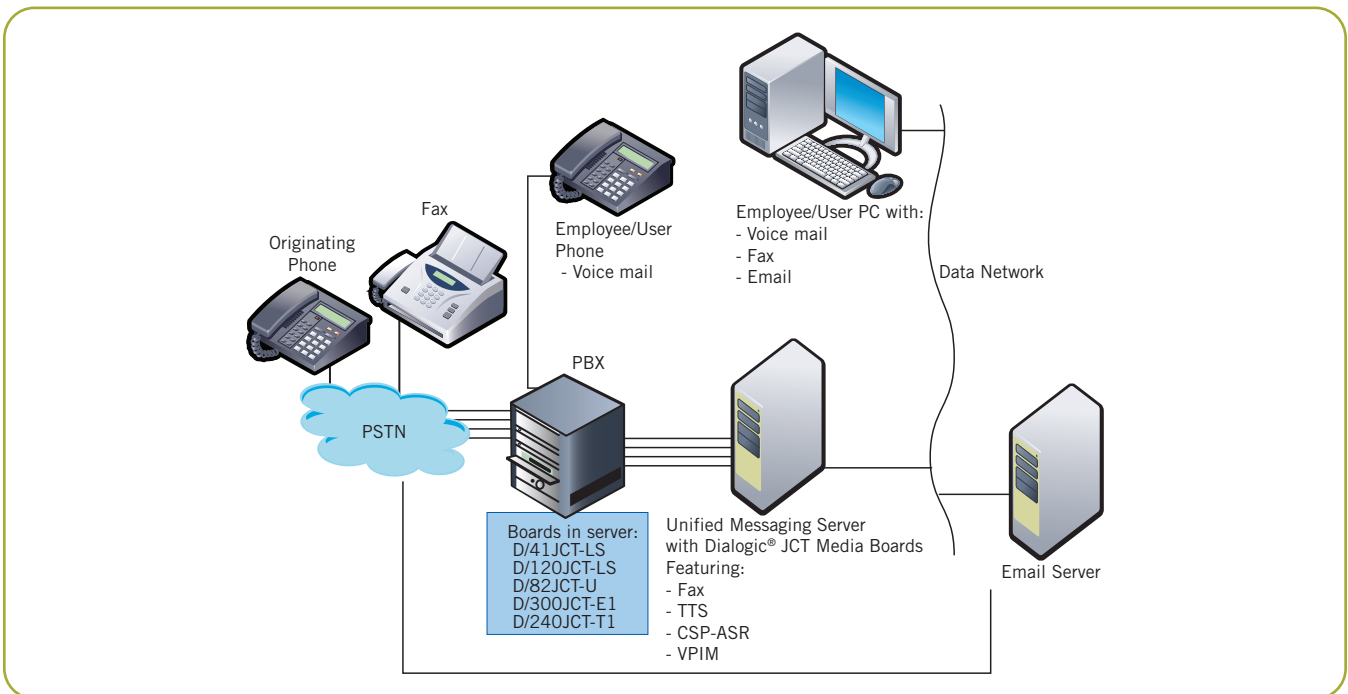 Originating
Phone
Fax
Employee/User
Phone
- Voice mail
Employee/User PC with:
- Voice mail
- Fax
- Email
Data Network
PSTN
PBX
Boards in server:
D/41JCT-LS
D/120JCT-LS
D/82JCT-U
D/300JCT-E1
D/240JCT-T1
Unified Messaging Server
with Dialogic® JCT Media Boards
Featuring:
- Fax
- TTS
- CSP-ASR
- VPIM
Email Server